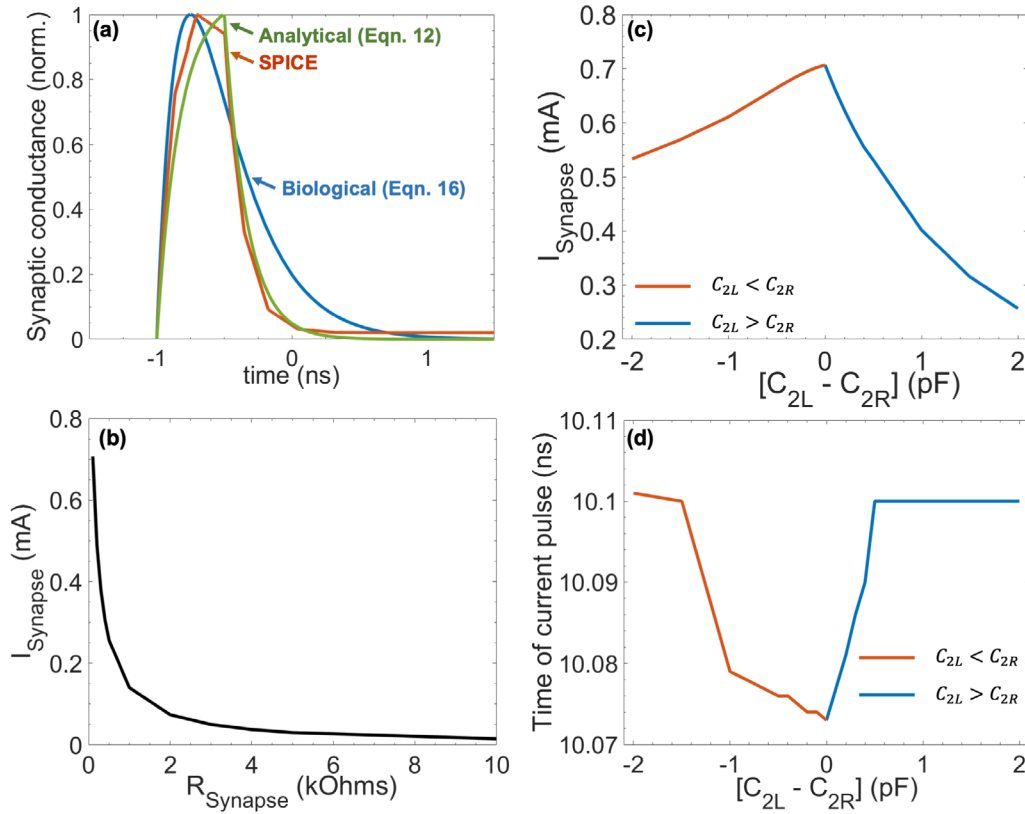 (a)
Analytical (Eqn. 12)
SPICE
Biological (Eqn. 16)
Synaptic conductance (norm.)
1
0.8
0.6
0.4
0.2
0
-1 0 1
time (ns)
(c)
I_Synapse (mA)
0.8
0.7
0.6
0.5
0.4
0.3
0.2
C_2L < C_2R
C_2L > C_2R
-2 -1 0 1 2
[C_2L - C_2R] (pF)
(b)
I_Synapse (mA)
0.8
0.6
0.4
0.2
0
0 2 4 6 8 10
R_Synapse (kOhms)
(d)
Time of current pulse (ns)
10.11
10.1
10.09
10.08
10.07
C_2L < C_2R
C_2L > C_2R
-2 -1 0 1 2
[C_2L - C_2R] (pF)